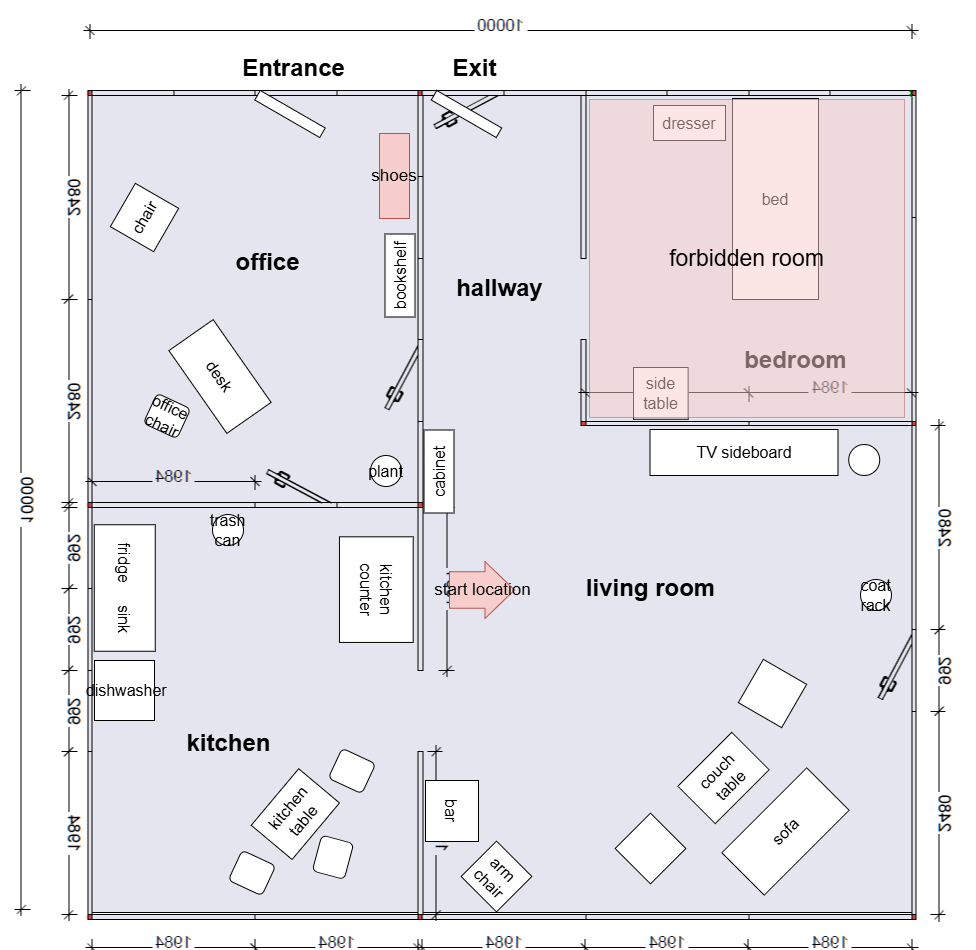 10000
Entrance
Exit
dresser
shoes
chair
bed
2480
office
bookshelf
hallway
forbidden room
bedroom
1984
side
table
desk
2480
office
chair
TV sideboard
plant
cabinet
1984
10000
trash
can
2480
992
fridge
sink
kitchen
counter
start location
living room
coat
rack
992
992
dishwasher
992
kitchen
couch
table
kitchen
table
bar
sofa
1984
2480
arm
chair
1984
1984
1984
1984
1984